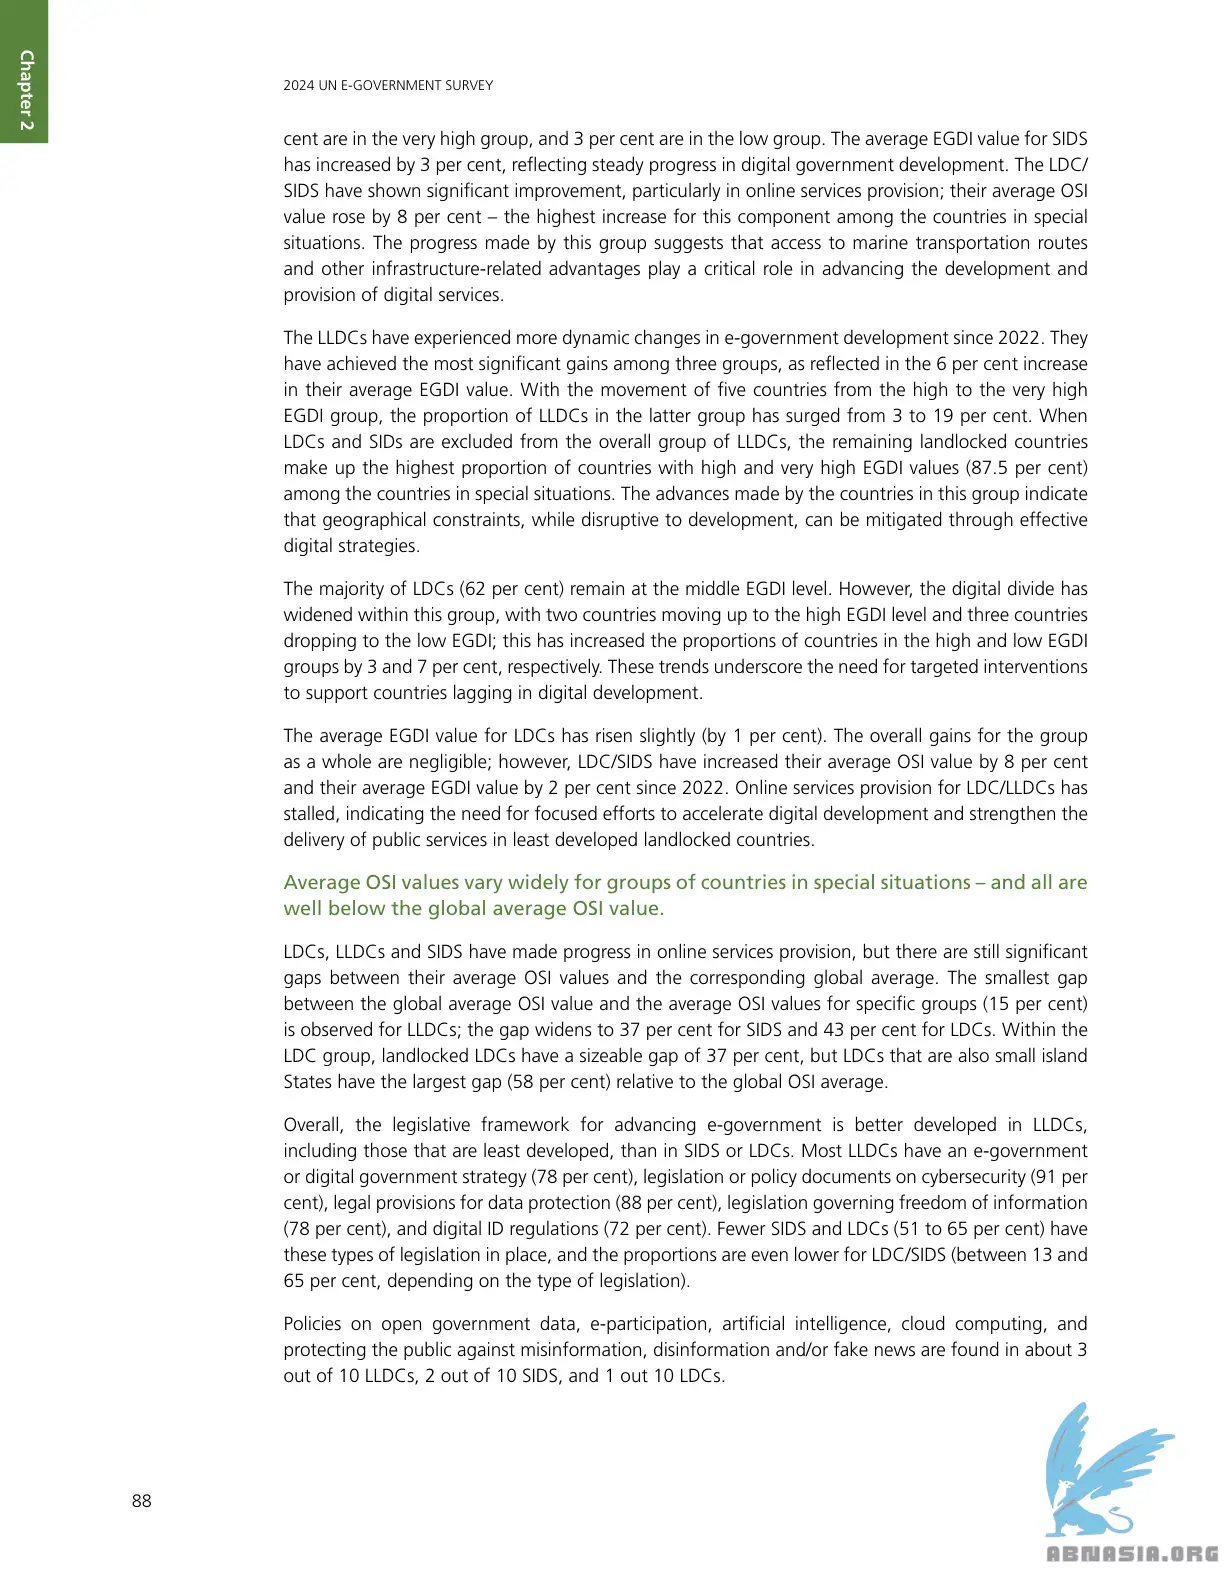 Chapter 2
2024 UN E-GOVERNMENT SURVEY
cent are in the very high group, and 3 per cent are in the low group. The average EGDI value for SIDS
has increased by 3 per cent, reflecting steady progress in digital government development. The LDC/
SIDS have shown significant improvement, particularly in online services provision; their average OSI
value rose by 8 per cent – the highest increase for this component among the countries in special
situations. The progress made by this group suggests that access to marine transportation routes
and other infrastructure-related advantages play a critical role in advancing the development and
provision of digital services.
The LLDCs have experienced more dynamic changes in e-government development since 2022. They
have achieved the most significant gains among three groups, as reflected in the 6 per cent increase
in their average EGDI value. With the movement of five countries from the high to the very high
EGDI group, the proportion of LLDCs in the latter group has surged from 3 to 19 per cent. When
LDCs and SIDs are excluded from the overall group of LLDCs, the remaining landlocked countries
make up the highest proportion of countries with high and very high EGDI values (87.5 per cent)
among the countries in special situations. The advances made by the countries in this group indicate
that geographical constraints, while disruptive to development, can be mitigated through effective
digital strategies.
The majority of LDCs (62 per cent) remain at the middle EGDI level. However, the digital divide has
widened within this group, with two countries moving up to the high EGDI level and three countries
dropping to the low EGDI; this has increased the proportions of countries in the high and low EGDI
groups by 3 and 7 per cent, respectively. These trends underscore the need for targeted interventions
to support countries lagging in digital development.
The average EGDI value for LDCs has risen slightly (by 1 per cent). The overall gains for the group
as a whole are negligible; however, LDC/SIDS have increased their average OSI value by 8 per cent
and their average EGDI value by 2 per cent since 2022. Online services provision for LDC/LLDCs has
stalled, indicating the need for focused efforts to accelerate digital development and strengthen the
delivery of public services in least developed landlocked countries.
Average OSI values vary widely for groups of countries in special situations – and all are
well below the global average OSI value.
LDCs, LLDCs and SIDS have made progress in online services provision, but there are still significant
gaps between their average OSI values and the corresponding global average. The smallest gap
between the global average OSI value and the average OSI values for specific groups (15 per cent)
is observed for LLDCs; the gap widens to 37 per cent for SIDS and 43 per cent for LDCs. Within the
LDC group, landlocked LDCs have a sizeable gap of 37 per cent, but LDCs that are also small island
States have the largest gap (58 per cent) relative to the global OSI average.
Overall, the legislative framework for advancing e-government is better developed in LLDCs,
including those that are least developed, than in SIDS or LDCs. Most LLDCs have an e-government
or digital government strategy (78 per cent), legislation or policy documents on cybersecurity (91 per
cent), legal provisions for data protection (88 per cent), legislation governing freedom of information
(78 per cent), and digital ID regulations (72 per cent). Fewer SIDS and LDCs (51 to 65 per cent) have
these types of legislation in place, and the proportions are even lower for LDC/SIDS (between 13 and
65 per cent, depending on the type of legislation).
Policies on open government data, e-participation, artificial intelligence, cloud computing, and
protecting the public against misinformation, disinformation and/or fake news are found in about 3
out of 10 LLDCs, 2 out of 10 SIDS, and 1 out 10 LDCs.
88
ABNASIA.ORG